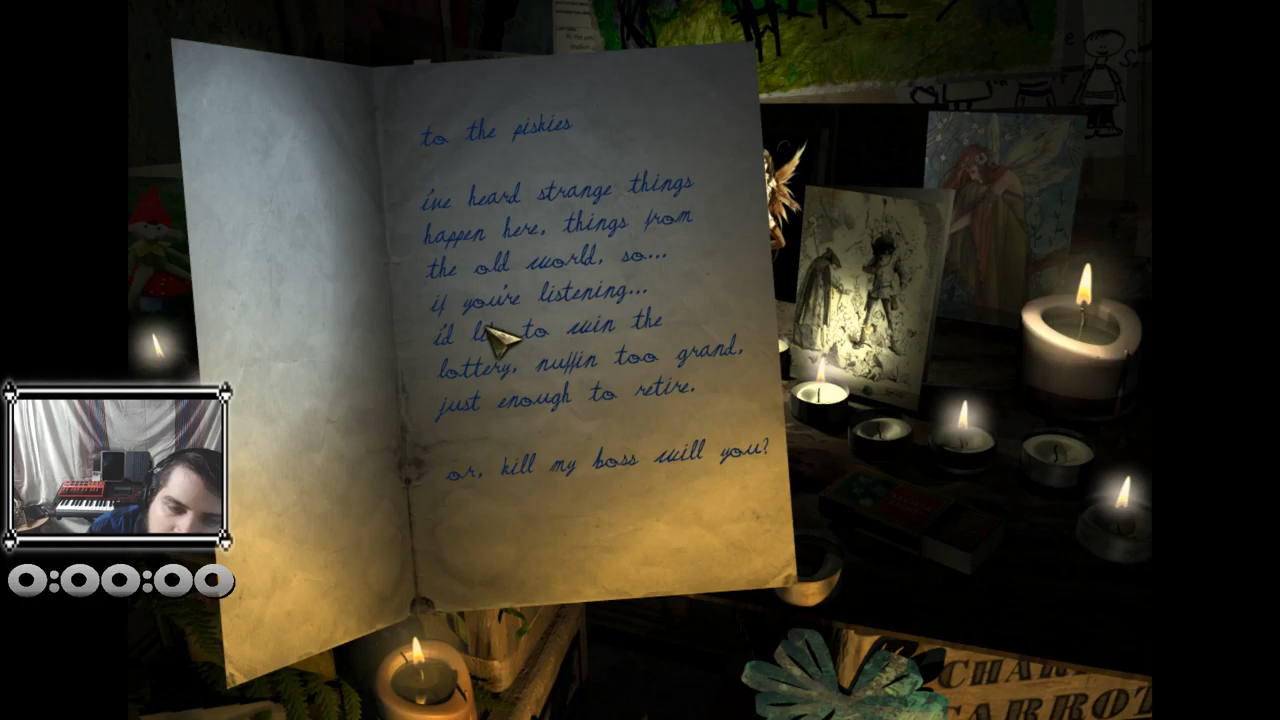 to the piskies
i've heard strange things
happen here, things from
the old world, so...
if you're listening...
i'd to win the
lottery, nuffin too grand,
just enough to retire.
or, kill my boss will you?
0:00:00